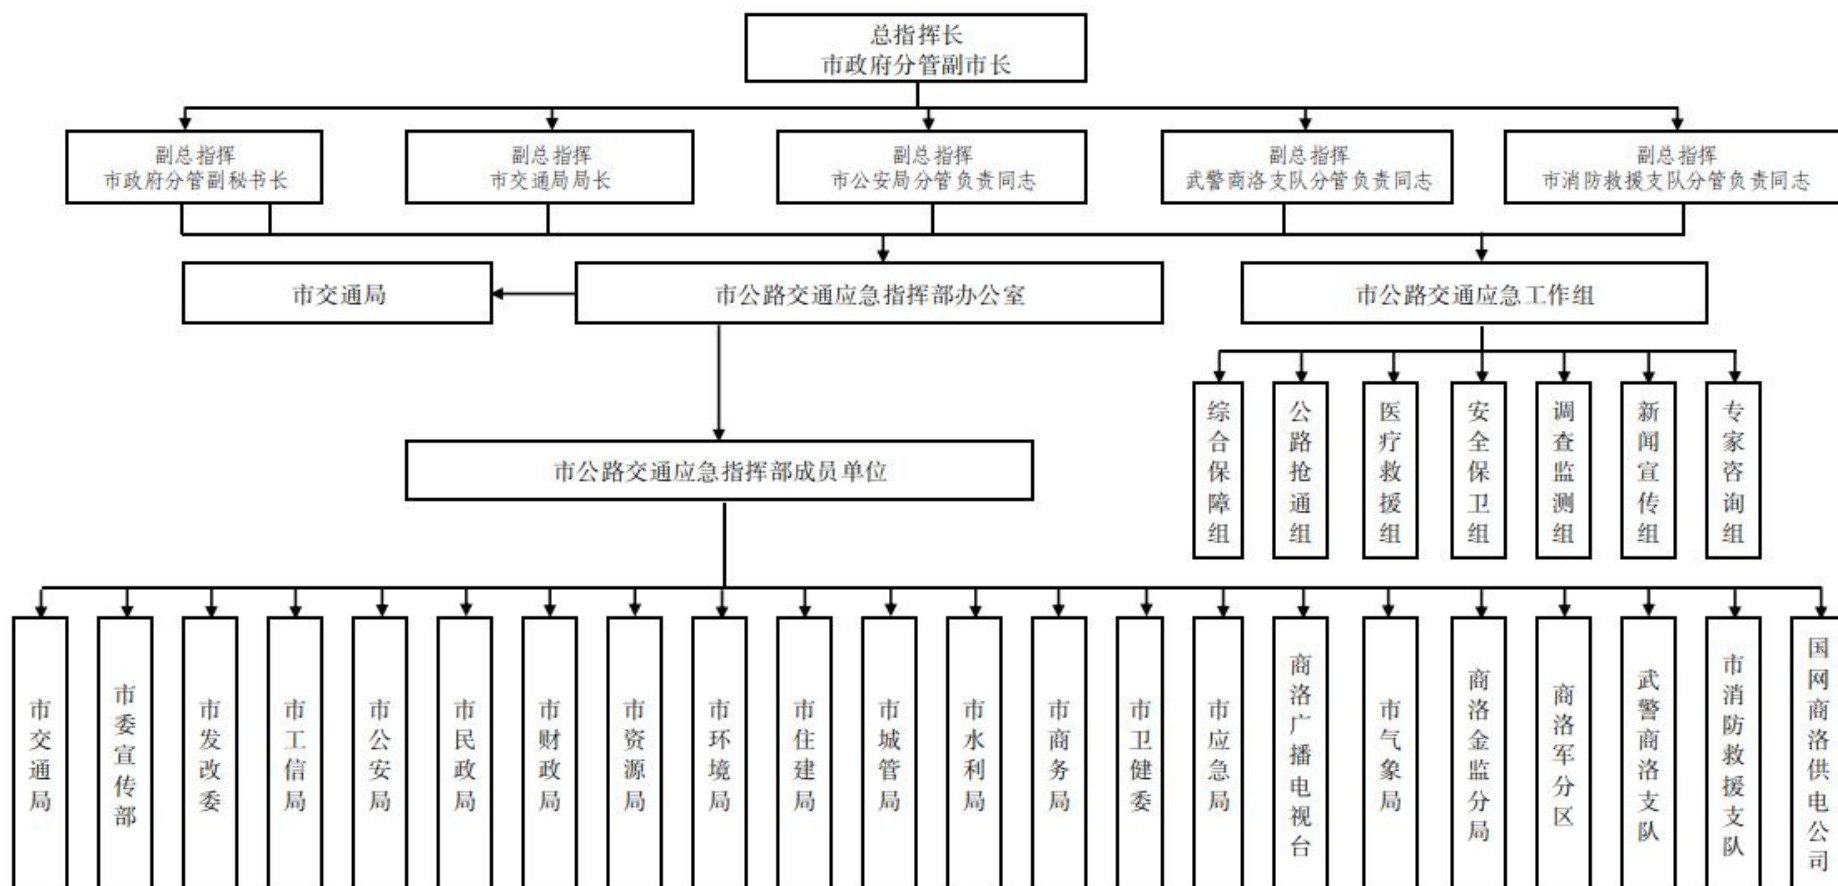 总指挥长
市政府分管副市长
副总指挥
市政府分管副秘书长
副总指挥
市交通局局长
副总指挥
市公安局分管负责同志
副总指挥
武警商洛支队分管负责同志
副总指挥
市消防救援支队分管负责同志
市交通局
市公路交通应急指挥部办公室
市公路交通应急工作组
综合保障组
公路抢通组
医疗救援组
安全保卫组
调查监测组
新闻宣传组
专家咨询组
市公路交通应急指挥部成员单位
市交通局
市委宣传部
市发改委
市工信局
市公安局
市民政局
市财政局
市资源局
市环境局
市住建局
市城管局
市水利局
市商务局
市卫健委
市应急局
商洛广播电视台
市气象局
商洛金监分局
商洛军分区
武警商洛支队
市消防救援支队
国网商洛供电公司